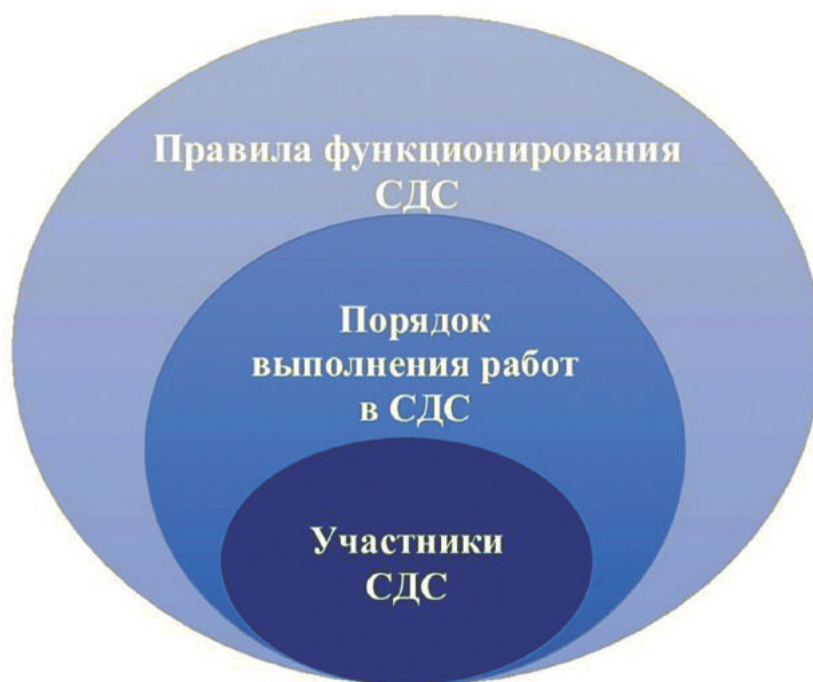 Правила функционирования
СДС
Порядок
выполнения работ
в СДС
Участники
СДС